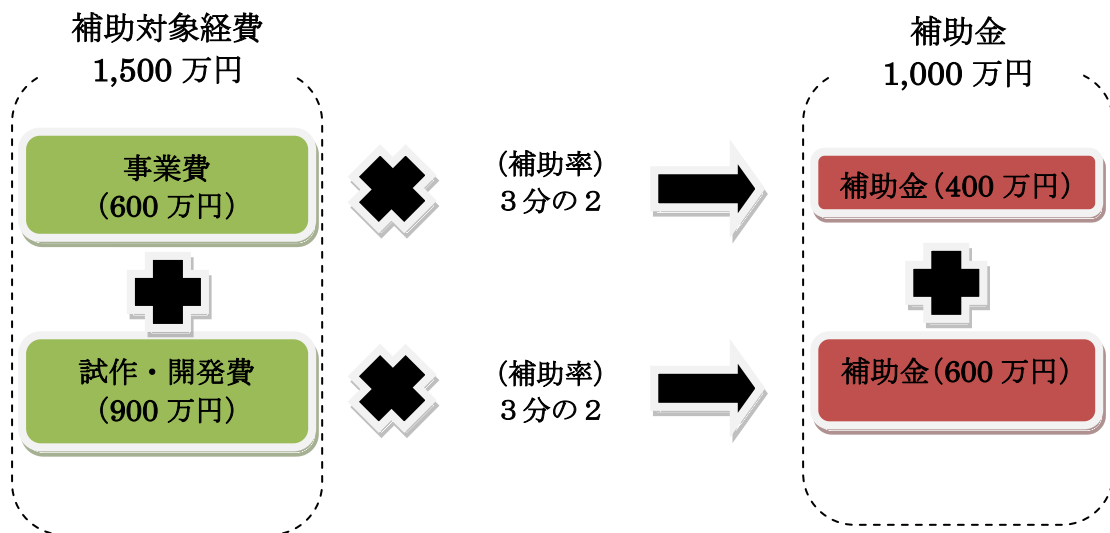 補助対象経費
1,500 万円
補助金
1,000 万円
事業費
(600 万円)
(補助率)
３分の２
補助金(400 万円)
試作・開発費
(900 万円)
(補助率)
３分の２
補助金(600 万円)